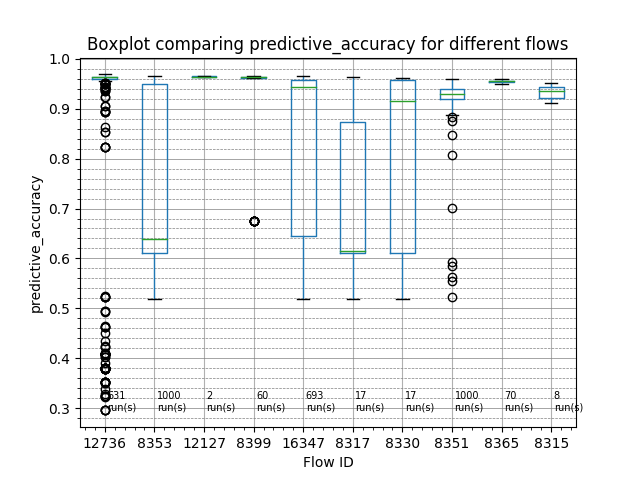 Boxplot comparing predictive_accuracy for different flows
predictive_accuracy
1.0
0.9
0.8
0.7
0.6
0.5
0.4
0.3
631 1000 2 60 693 17 17 1000 70 8
run(s) run(s) run(s) run(s) run(s) run(s) run(s) run(s) run(s) run(s)
12736 8353 12127 8399 16347 8317 8330 8351 8365 8315
Flow ID